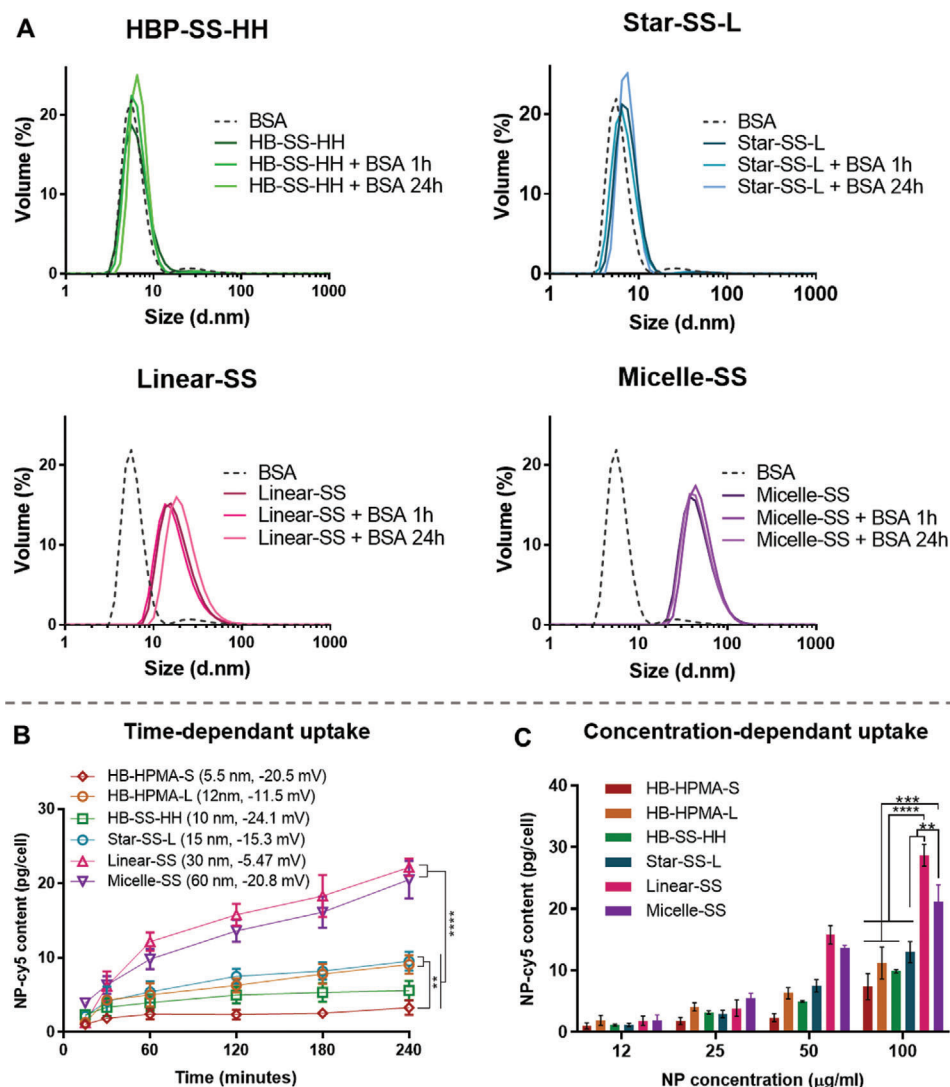 A
HBP-SS-HH
Volume (%)
20
10
0
BSA
HB-SS-HH
HB-SS-HH + BSA 1h
HB-SS-HH + BSA 24h
1
10
100
1000
Size (d.nm)
Star-SS-L
Volume (%)
20
10
0
BSA
Star-SS-L
Star-SS-L + BSA 1h
Star-SS-L + BSA 24h
1
10
100
1000
Size (d.nm)
Linear-SS
Volume (%)
20
10
0
BSA
Linear-SS
Linear-SS + BSA 1h
Linear-SS + BSA 24h
1
10
100
1000
Size (d.nm)
Micelle-SS
Volume (%)
20
10
0
BSA
Micelle-SS
Micelle-SS + BSA 1h
Micelle-SS + BSA 24h
1
10
100
1000
Size (d.nm)
B
Time-dependant uptake
NP-cy5 content (pg/cell)
30
20
10
0
HB-HPMA-S (5.5 nm, -20.5 mV)
HB-HPMA-L (12nm, -11.5 mV)
HB-SS-HH (10 nm, -24.1 mV)
Star-SS-L (15 nm, -15.3 mV)
Linear-SS (30 nm, -5.47 mV)
Micelle-SS (60 nm, -20.8 mV)
****
**
0
60
120
180
240
Time (minutes)
C
Concentration-dependant uptake
NP-cy5 content (pg/cell)
40
30
20
10
0
HB-HPMA-S
HB-HPMA-L
HB-SS-HH
Star-SS-L
Linear-SS
Micelle-SS
***
****
**
12
25
50
100
NP concentration (μg/ml)